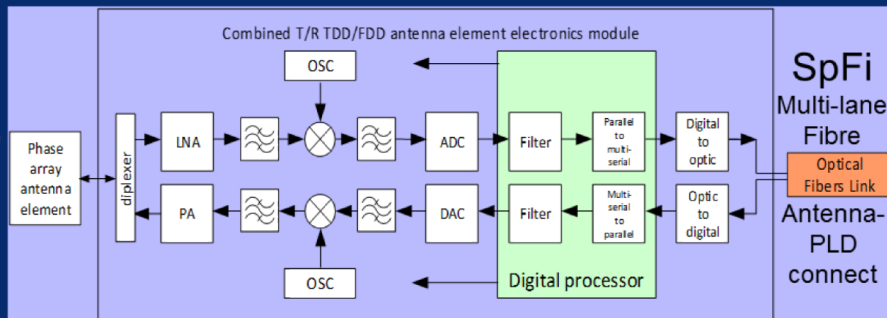 Combined T/R TDD/FDD antenna element electronics module
OSC
SpFi
Multi-lane
Fibre
Phase
array
antenna
element
diplexer
LNA
ADC
Filter
Parallel
to
multi-
serial
Digital
to
optic
Optical
Fibers Link
PA
DAC
Filter
Multi-
serial
to
parallel
Optic
to
digital
Antenna-
PLD
connect
OSC
Digital processor